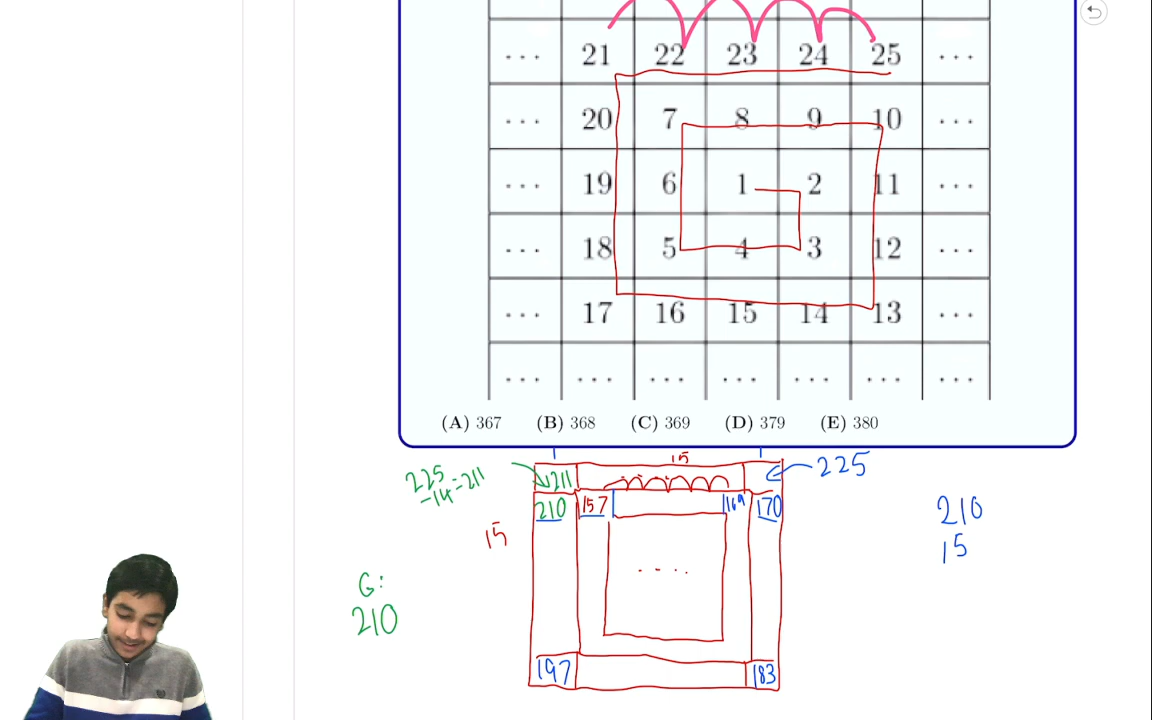 ... 21 22 23 24 25 ...
... 20 7 8 9 10 ...
... 19 6 1 2 11 ...
... 18 5 4 3 12 ...
... 17 16 15 14 13 ...
... ... ... ... ... ... ...
(A) 367 (B) 368 (C) 369 (D) 379 (E) 380
15
225
225
-14=211
211
210 157 169 170
15
....
210
15
G:
210
197 183